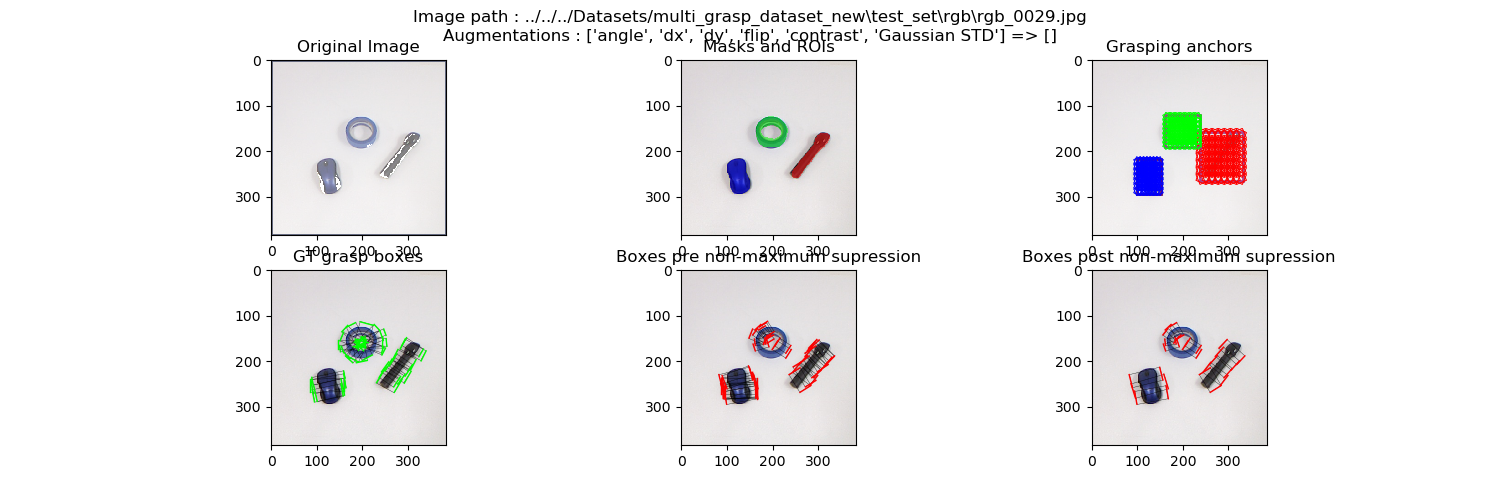 Image path : ../../../Datasets/multi_grasp_dataset_new\test_set\rgb\rgb_0029.jpg
Augmentations : ['angle', 'dx', 'dy', 'flip', 'contrast', 'Gaussian STD'] => []
Original Image
Masks and ROIs
Grasping anchors
0
100
200
300
0 100 200 300
0
100
200
300
0 100 200 300
0
100
200
300
0 100 200 300
GT grasp boxes
Boxes pre non-maximum supression
Boxes post non-maximum supression
0
100
200
300
0 100 200 300
0
100
200
300
0 100 200 300
0
100
200
300
0 100 200 300